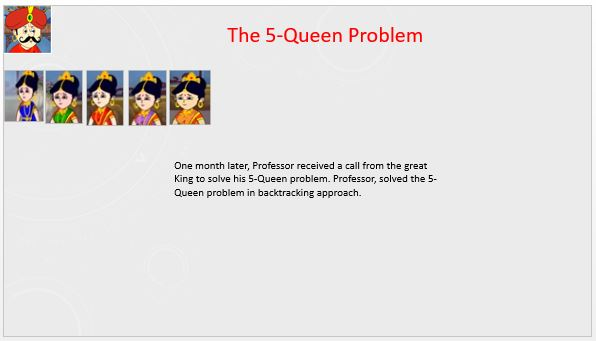 The 5-Queen Problem
One month later, Professor received a call from the great
King to solve his 5-Queen problem. Professor, solved the 5-
Queen problem in backtracking approach.